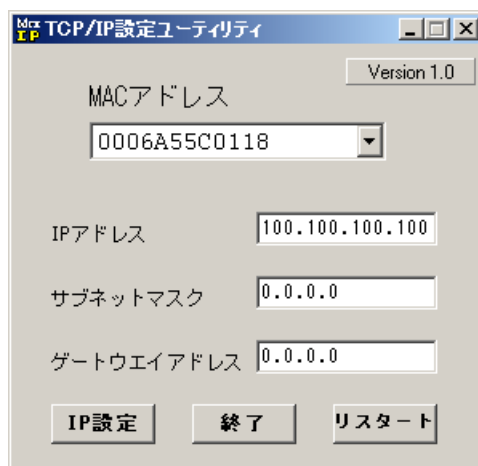 Mac IP TCP/IP設定ユーティリティ
Version 1.0
MACアドレス
0006A55C0118
IPアドレス 100.100.100.100
サブネットマスク 0.0.0.0
ゲートウエイアドレス 0.0.0.0
IP設定 終了 リスタート